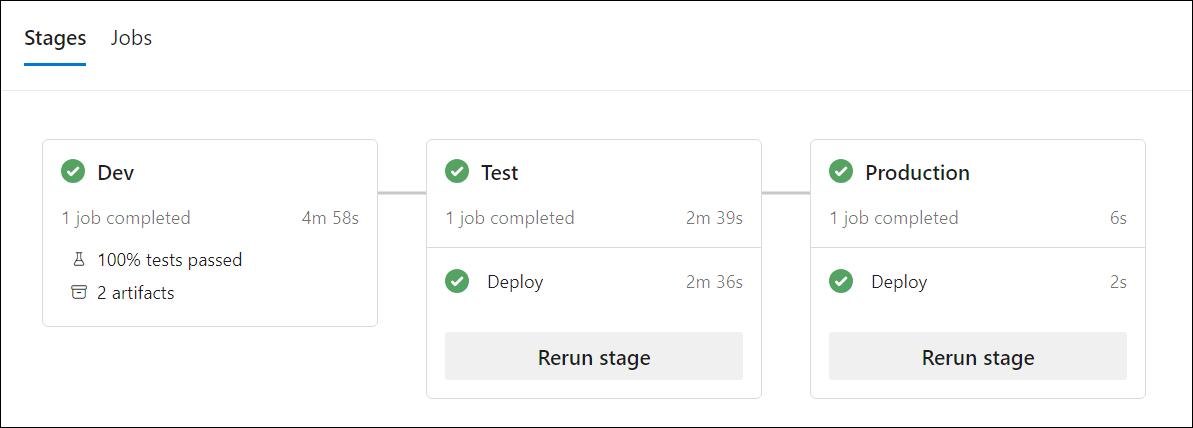 Stages Jobs
Dev
1 job completed 4m 58s
100% tests passed
2 artifacts
Test
1 job completed 2m 39s
Deploy 2m 36s
Rerun stage
Production
1 job completed 6s
Deploy 2s
Rerun stage